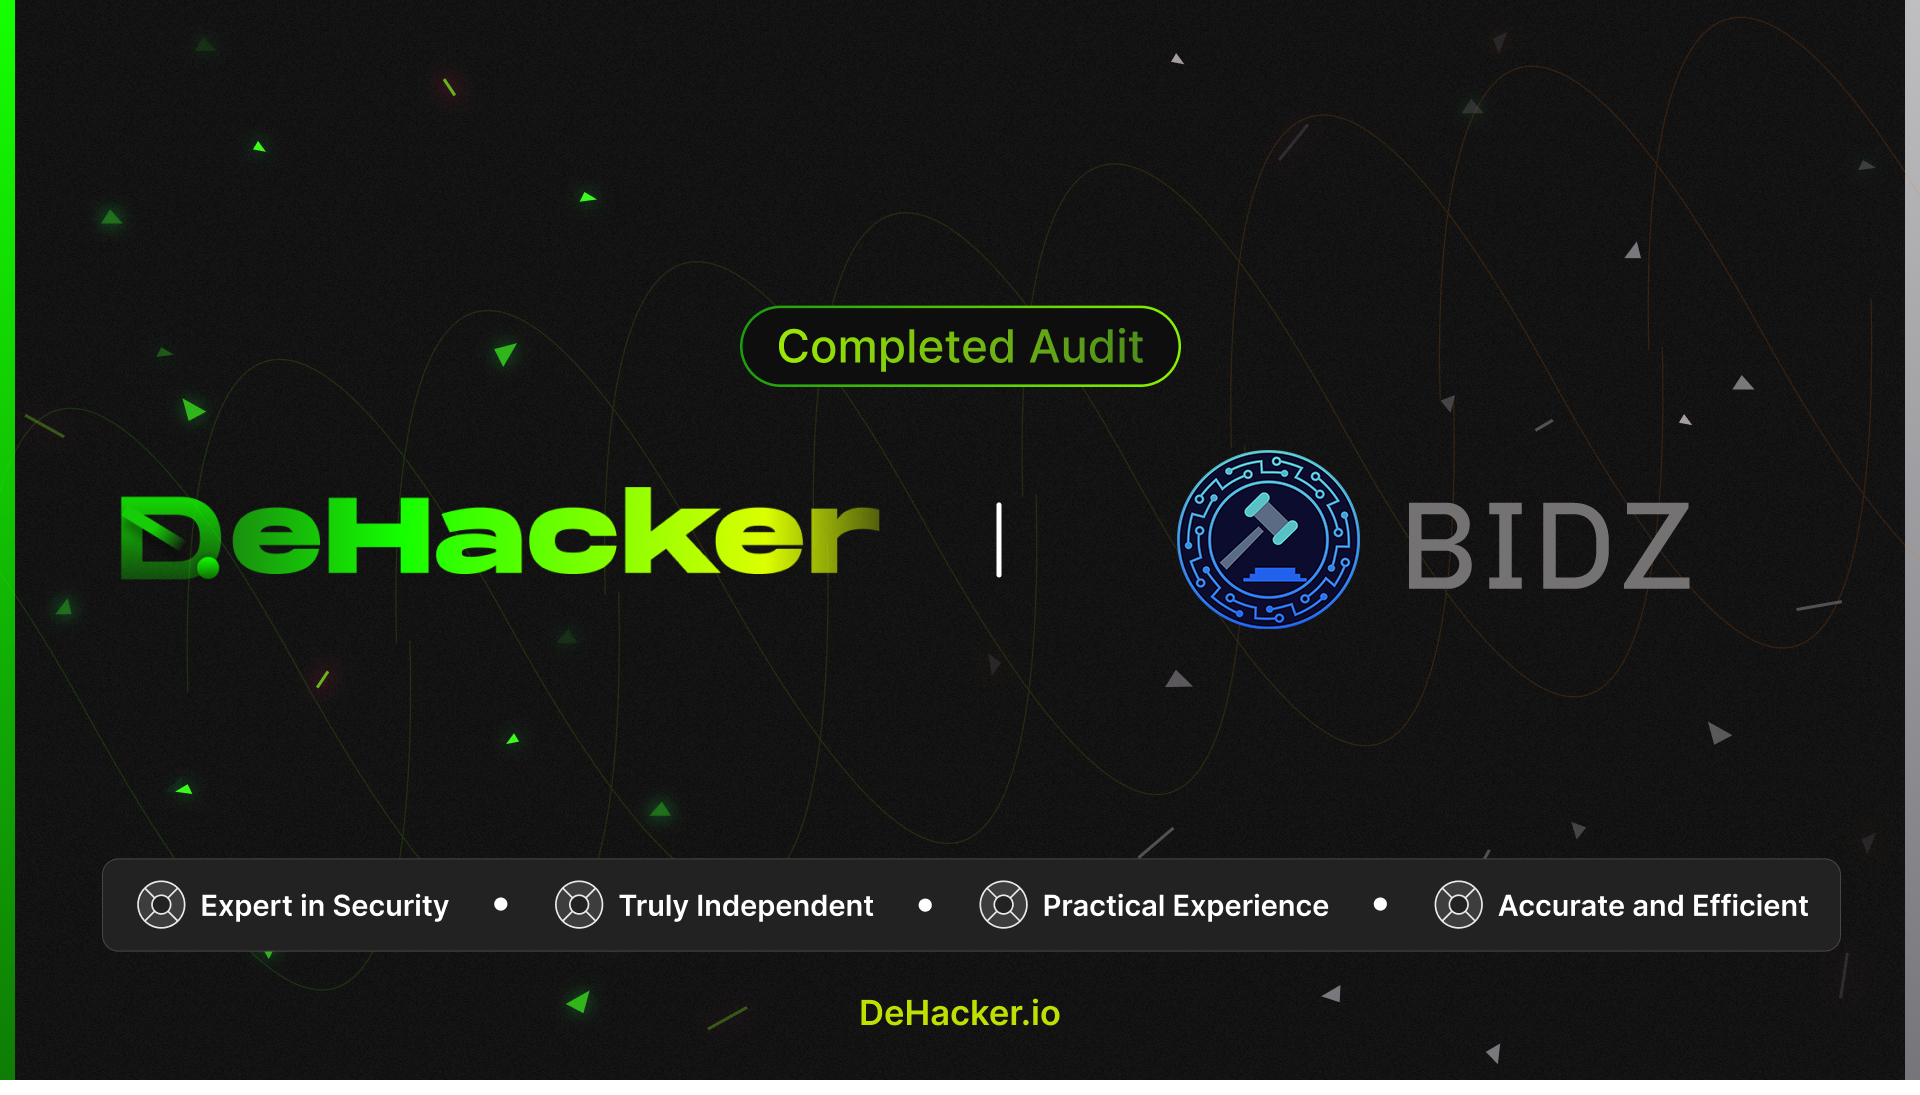 Completed Audit
DeHacker
BIDZ
Expert in Security • Truly Independent • Practical Experience • Accurate and Efficient
DeHacker.io